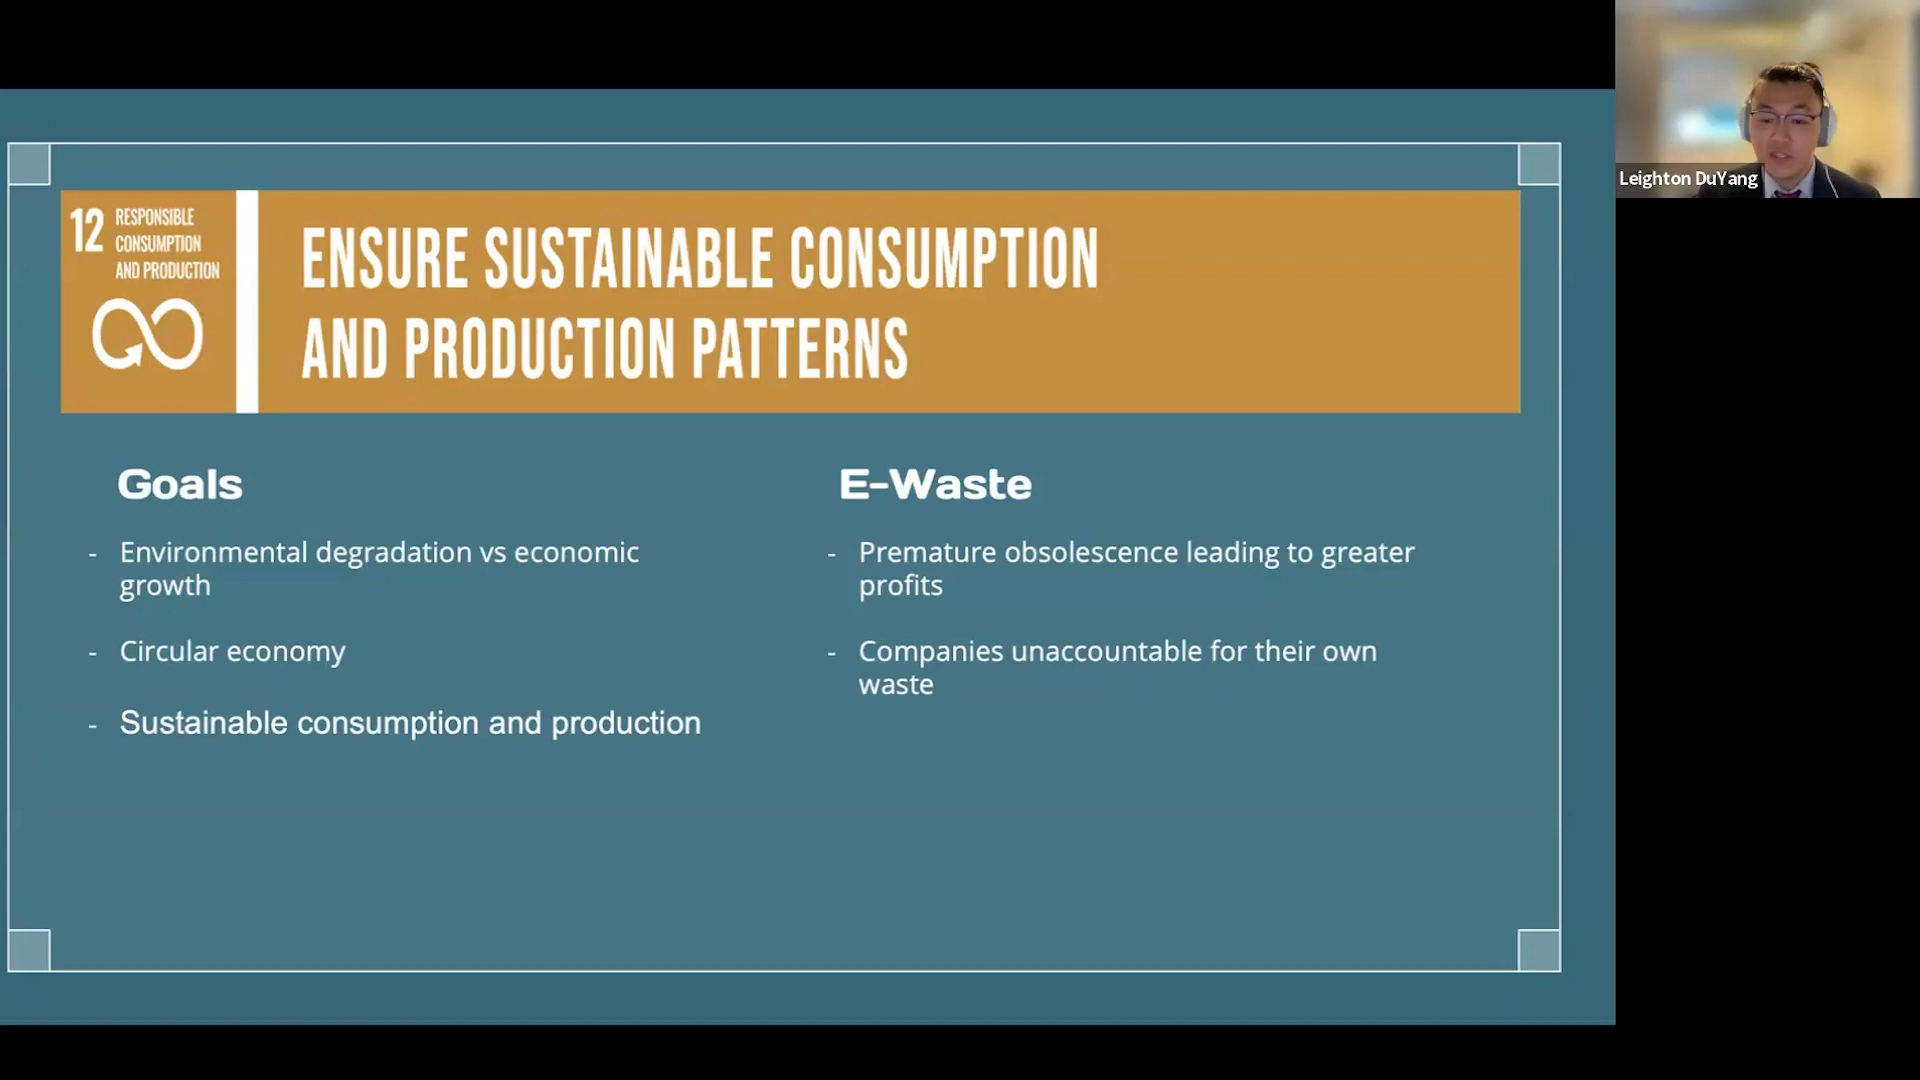 12 RESPONSIBLE
CONSUMPTION
AND PRODUCTION
ENSURE SUSTAINABLE CONSUMPTION
AND PRODUCTION PATTERNS
Goals
- Environmental degradation vs economic
growth
- Circular economy
- Sustainable consumption and production
E-Waste
- Premature obsolescence leading to greater
profits
- Companies unaccountable for their own
waste
Leighton DuYang